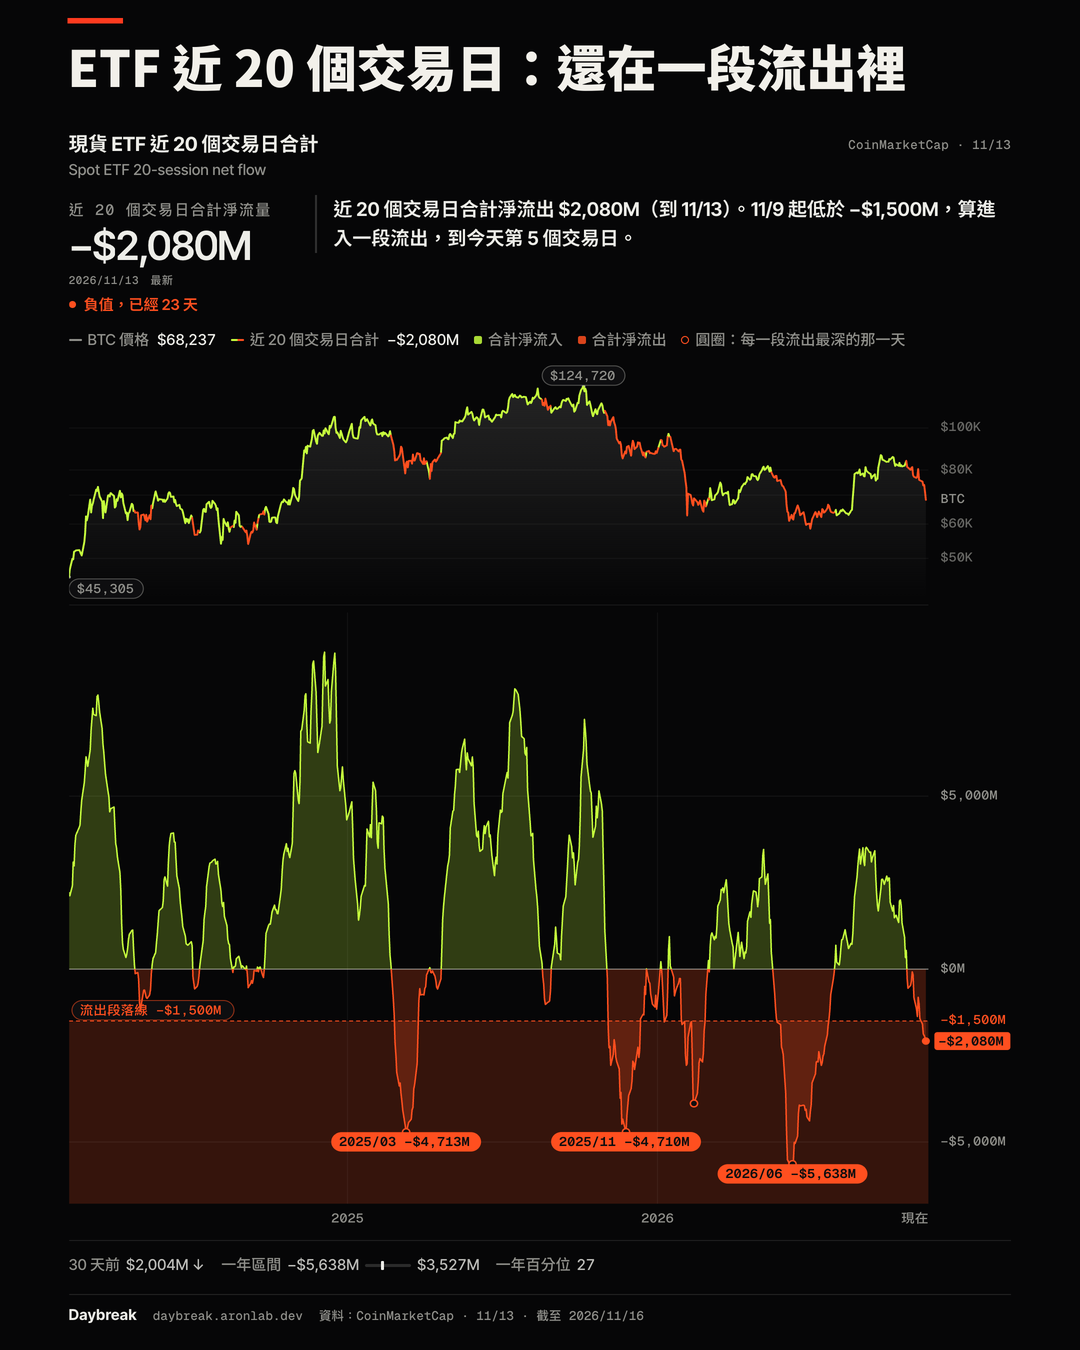 ETF 近 20 個交易日：還在一段流出裡
現貨 ETF 近 20 個交易日合計
CoinMarketCap · 11/13
Spot ETF 20-session net flow
近 20 個交易日合計淨流量
−$2,080M
2026/11/13 最新
● 負值，已經 23 天
近 20 個交易日合計淨流出 $2,080M（到 11/13）。11/9 起低於 −$1,500M，算進
入一段流出，到今天第 5 個交易日。
BTC 價格 $68,237 近 20 個交易日合計 −$2,080M 合計淨流入 合計淨流出 圓圈：每一段流出最深的那一天
$124,720
$100K
$80K
BTC
$60K
$50K
$45,305
$5,000M
$0M
流出段落線 −$1,500M
−$1,500M
−$2,080M
2025/03 −$4,713M
2025/11 −$4,710M
−$5,000M
2026/06 −$5,638M
2025
2026
現在
30 天前 $2,004M ↓ 一年區間 −$5,638M $3,527M 一年百分位 27
Daybreak daybreak.aronlab.dev 資料：CoinMarketCap · 11/13 · 截至 2026/11/16